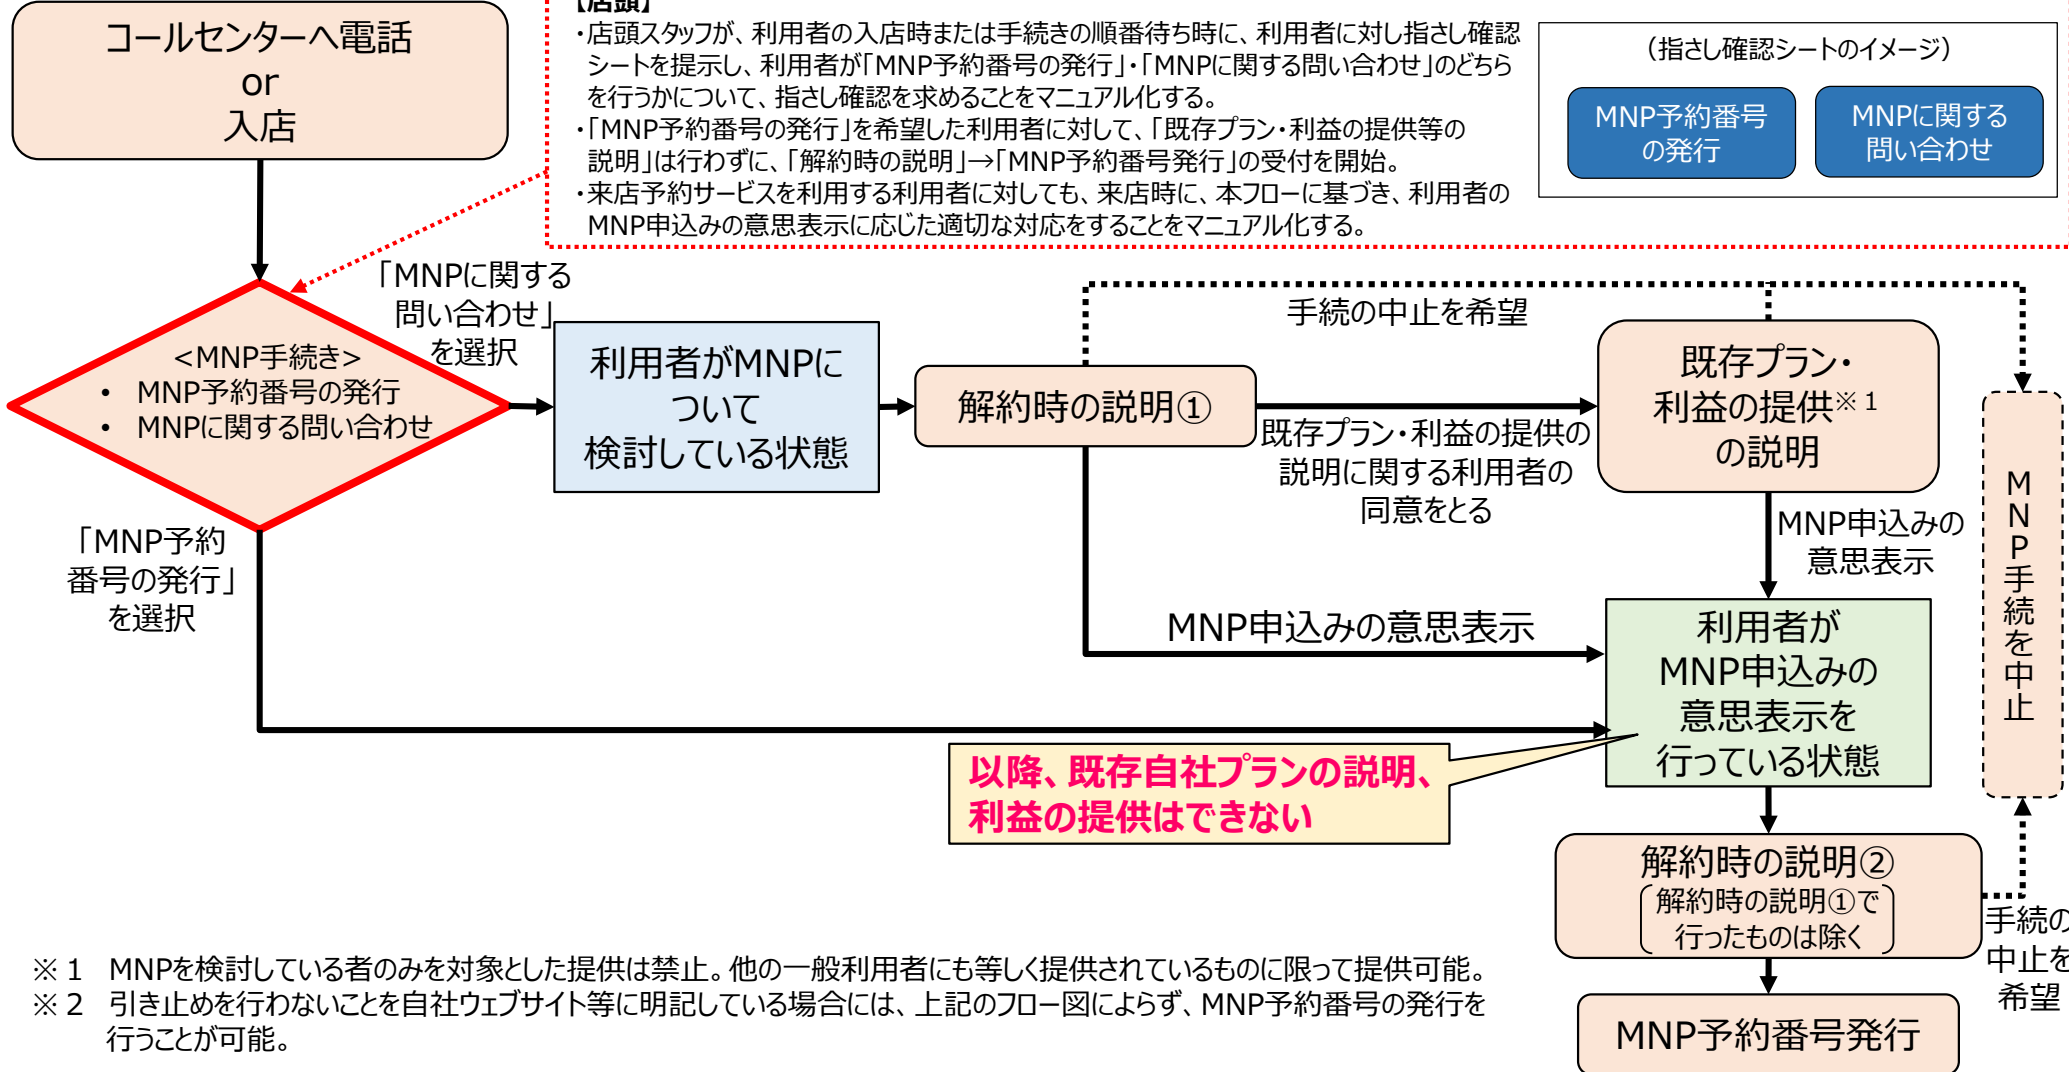 コールセンターへ電話
or
入店
【店頭】
・店頭スタッフが、利用者の入店時または手続きの順番待ち時に、利用者に対し指さし確認
シートを提示し、利用者が「MNP予約番号の発行」・「MNPに関する問い合わせ」のどちら
を行うかについて、指さし確認を求めることをマニュアル化する。
・「MNP予約番号の発行」を希望した利用者に対して、「既存プラン・利益の提供等の
説明」は行わずに、「解約時の説明」→「MNP予約番号発行」の受付を開始。
・来店予約サービスを利用する利用者に対しても、来店時に、本フローに基づき、利用者の
MNP申込みの意思表示に応じた適切な対応をすることをマニュアル化する。
（指さし確認シートのイメージ）
MNP予約番号
の発行
MNPに関する
問い合わせ
<MNP手続き>
• MNP予約番号の発行
• MNPに関する問い合わせ
「MNPに関する
問い合わせ」
を選択
利用者がMNPに
ついて
検討している状態
解約時の説明①
手続の中止を希望
既存プラン・利益の提供の
説明に関する利用者の
同意をとる
既存プラン・
利益の提供※１
の説明
MNP申込みの
意思表示
MNP手続を中止
「MNP予約
番号の発行」
を選択
MNP申込みの意思表示
利用者が
MNP申込みの
意思表示を
行っている状態
以降、既存自社プランの説明、
利益の提供はできない
解約時の説明②
解約時の説明①で
行ったものは除く
手続の
中止を
希望
MNP予約番号発行
※１ MNPを検討している者のみを対象とした提供は禁止。他の一般利用者にも等しく提供されているものに限って提供可能。
※２ 引き止めを行わないことを自社ウェブサイト等に明記している場合には、上記のフロー図によらず、MNP予約番号の発行を
行うことが可能。